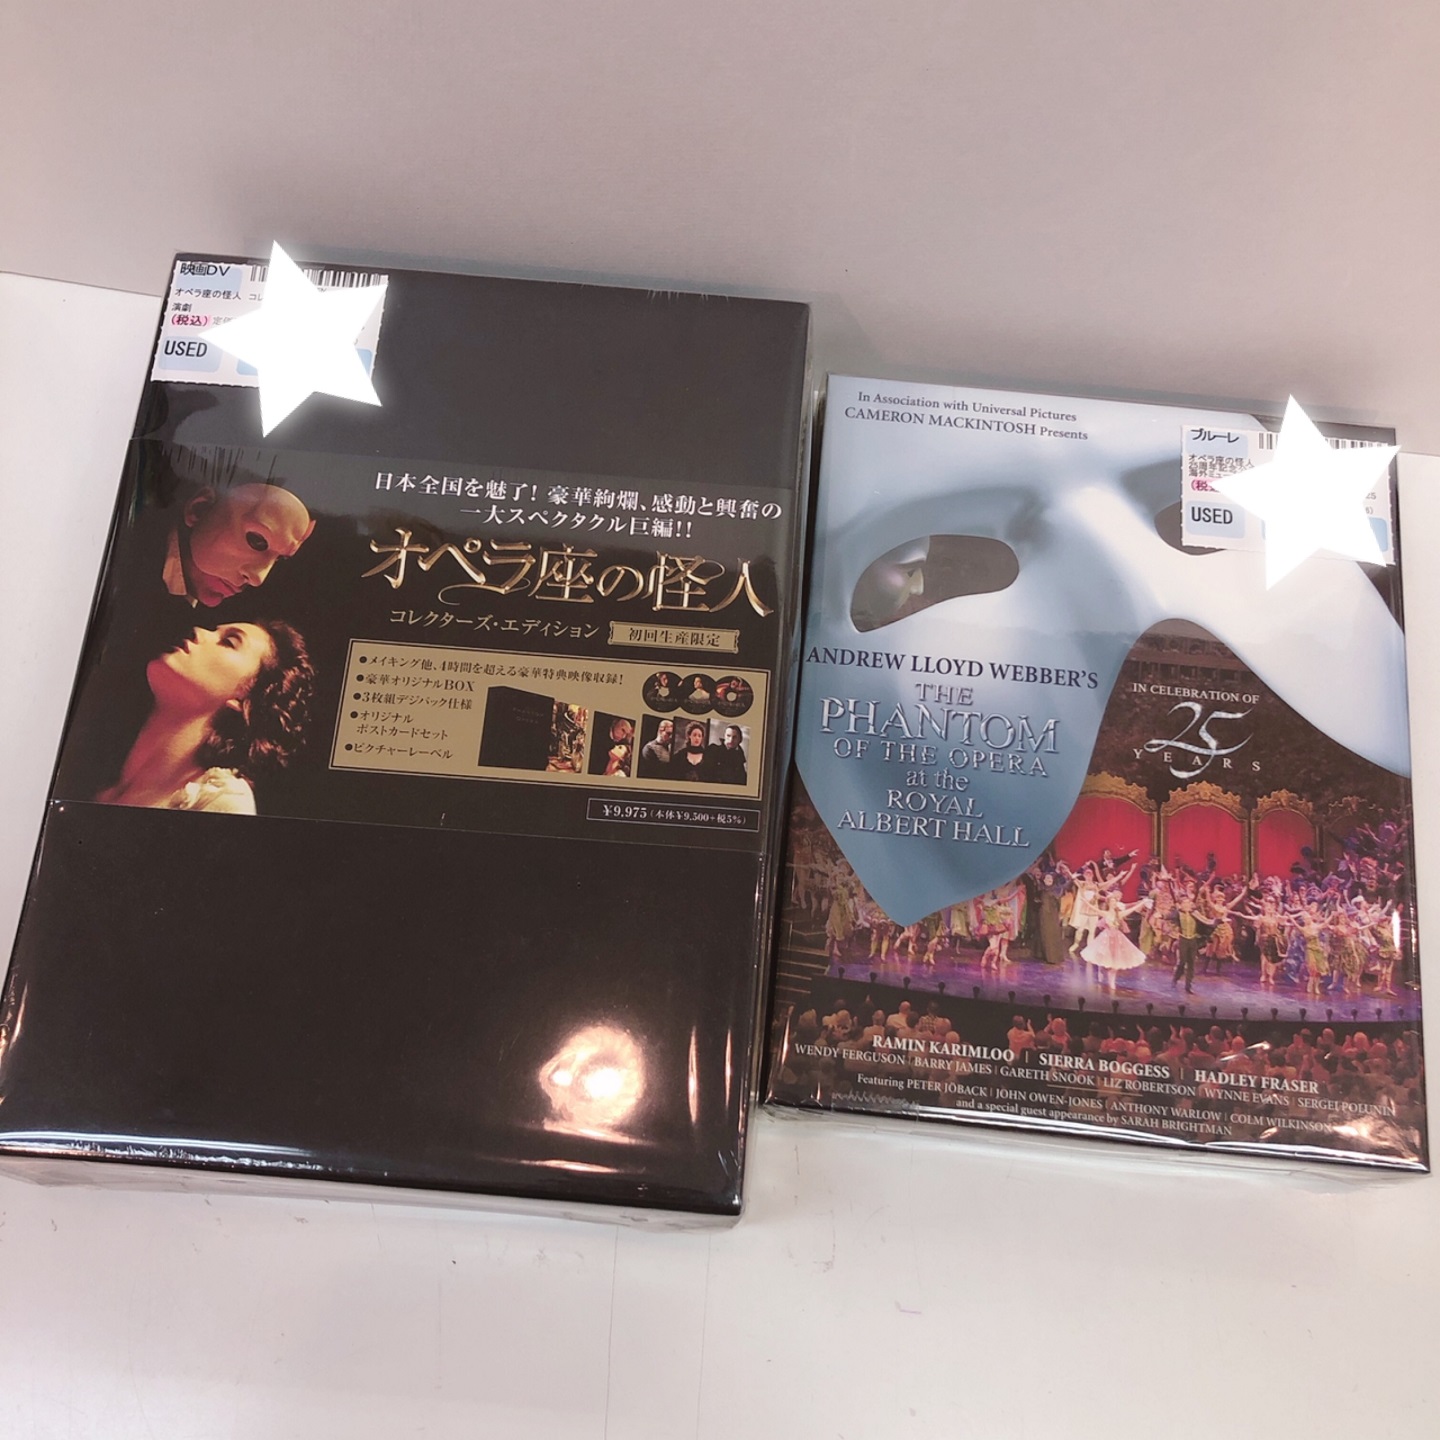 映画DV
オペラ座の怪人
演劇
(税込)
USED
日本全国を魅了! 豪華絢爛、感動と興奮の
一大スペクタクル巨編!!
オペラ座の怪人
コレクターズ・エディション 初回生産限定
●メイキング他、4時間を超える豪華特典映像収録!
●豪華オリジナルBOX
●3枚組デジパック仕様
●オリジナル
ポストカードセット
●ピクチャーレーベル
¥9,975(本体¥9,500+税5%)
In Association with Universal Pictures
CAMERON MACKINTOSH Presents
ブルーレ
オペラ座の怪人
USED
ANDREW LLOYD WEBBER'S
THE
PHANTOM
OF THE OPERA
at the
ROYAL
ALBERT HALL
IN CELEBRATION OF
25
YEARS
RAMIN KARIMLOO | SIERRA BOGGESS | HADLEY FRASER
WENDY FERGUSON | BARRY JAMES | GARETH SNOOK | LIZ ROBERTSON | WYNNE EVANS | SERGEI POLUNIN
Featuring PETER JÖBACK | JOHN OWEN-JONES | ANTHONY WARLOW | COLM WILKINSON
and a special guest appearance by SARAH BRIGHTMAN